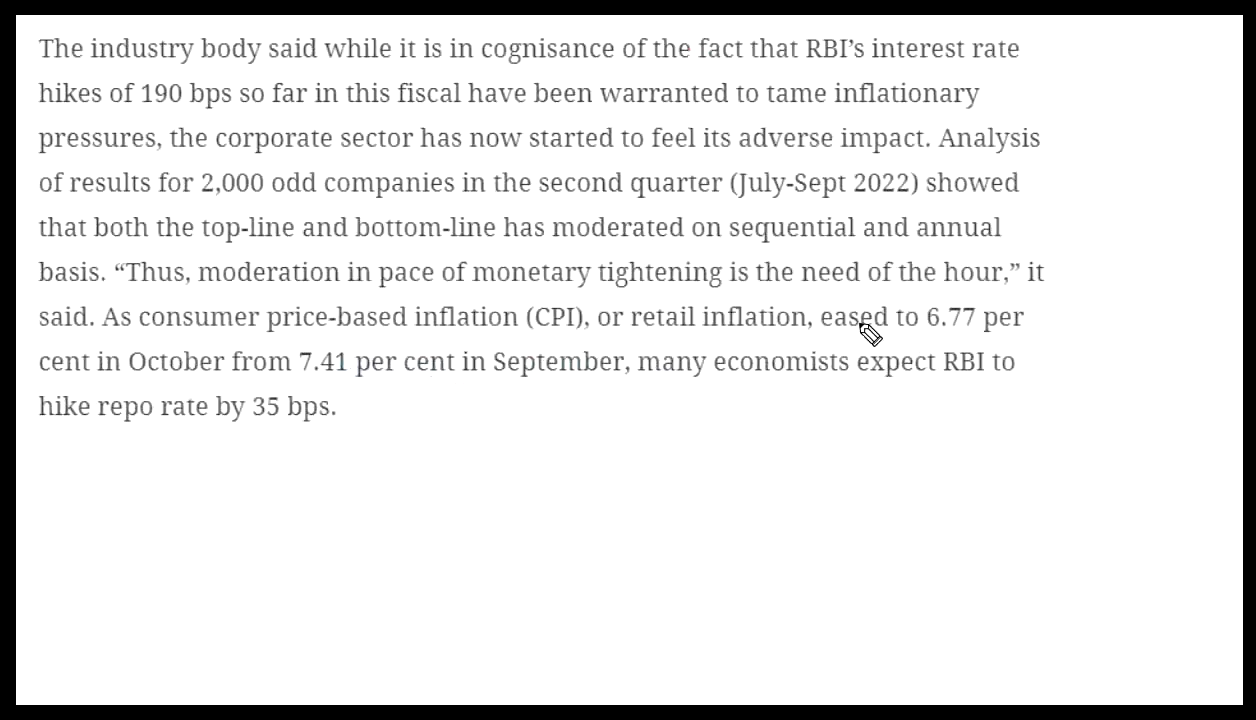 The industry body said while it is in cognisance of the fact that RBI’s interest rate
hikes of 190 bps so far in this fiscal have been warranted to tame inflationary
pressures, the corporate sector has now started to feel its adverse impact. Analysis
of results for 2,000 odd companies in the second quarter (July-Sept 2022) showed
that both the top-line and bottom-line has moderated on sequential and annual
basis. “Thus, moderation in pace of monetary tightening is the need of the hour,” it
said. As consumer price-based inflation (CPI), or retail inflation, eased to 6.77 per
cent in October from 7.41 per cent in September, many economists expect RBI to
hike repo rate by 35 bps.